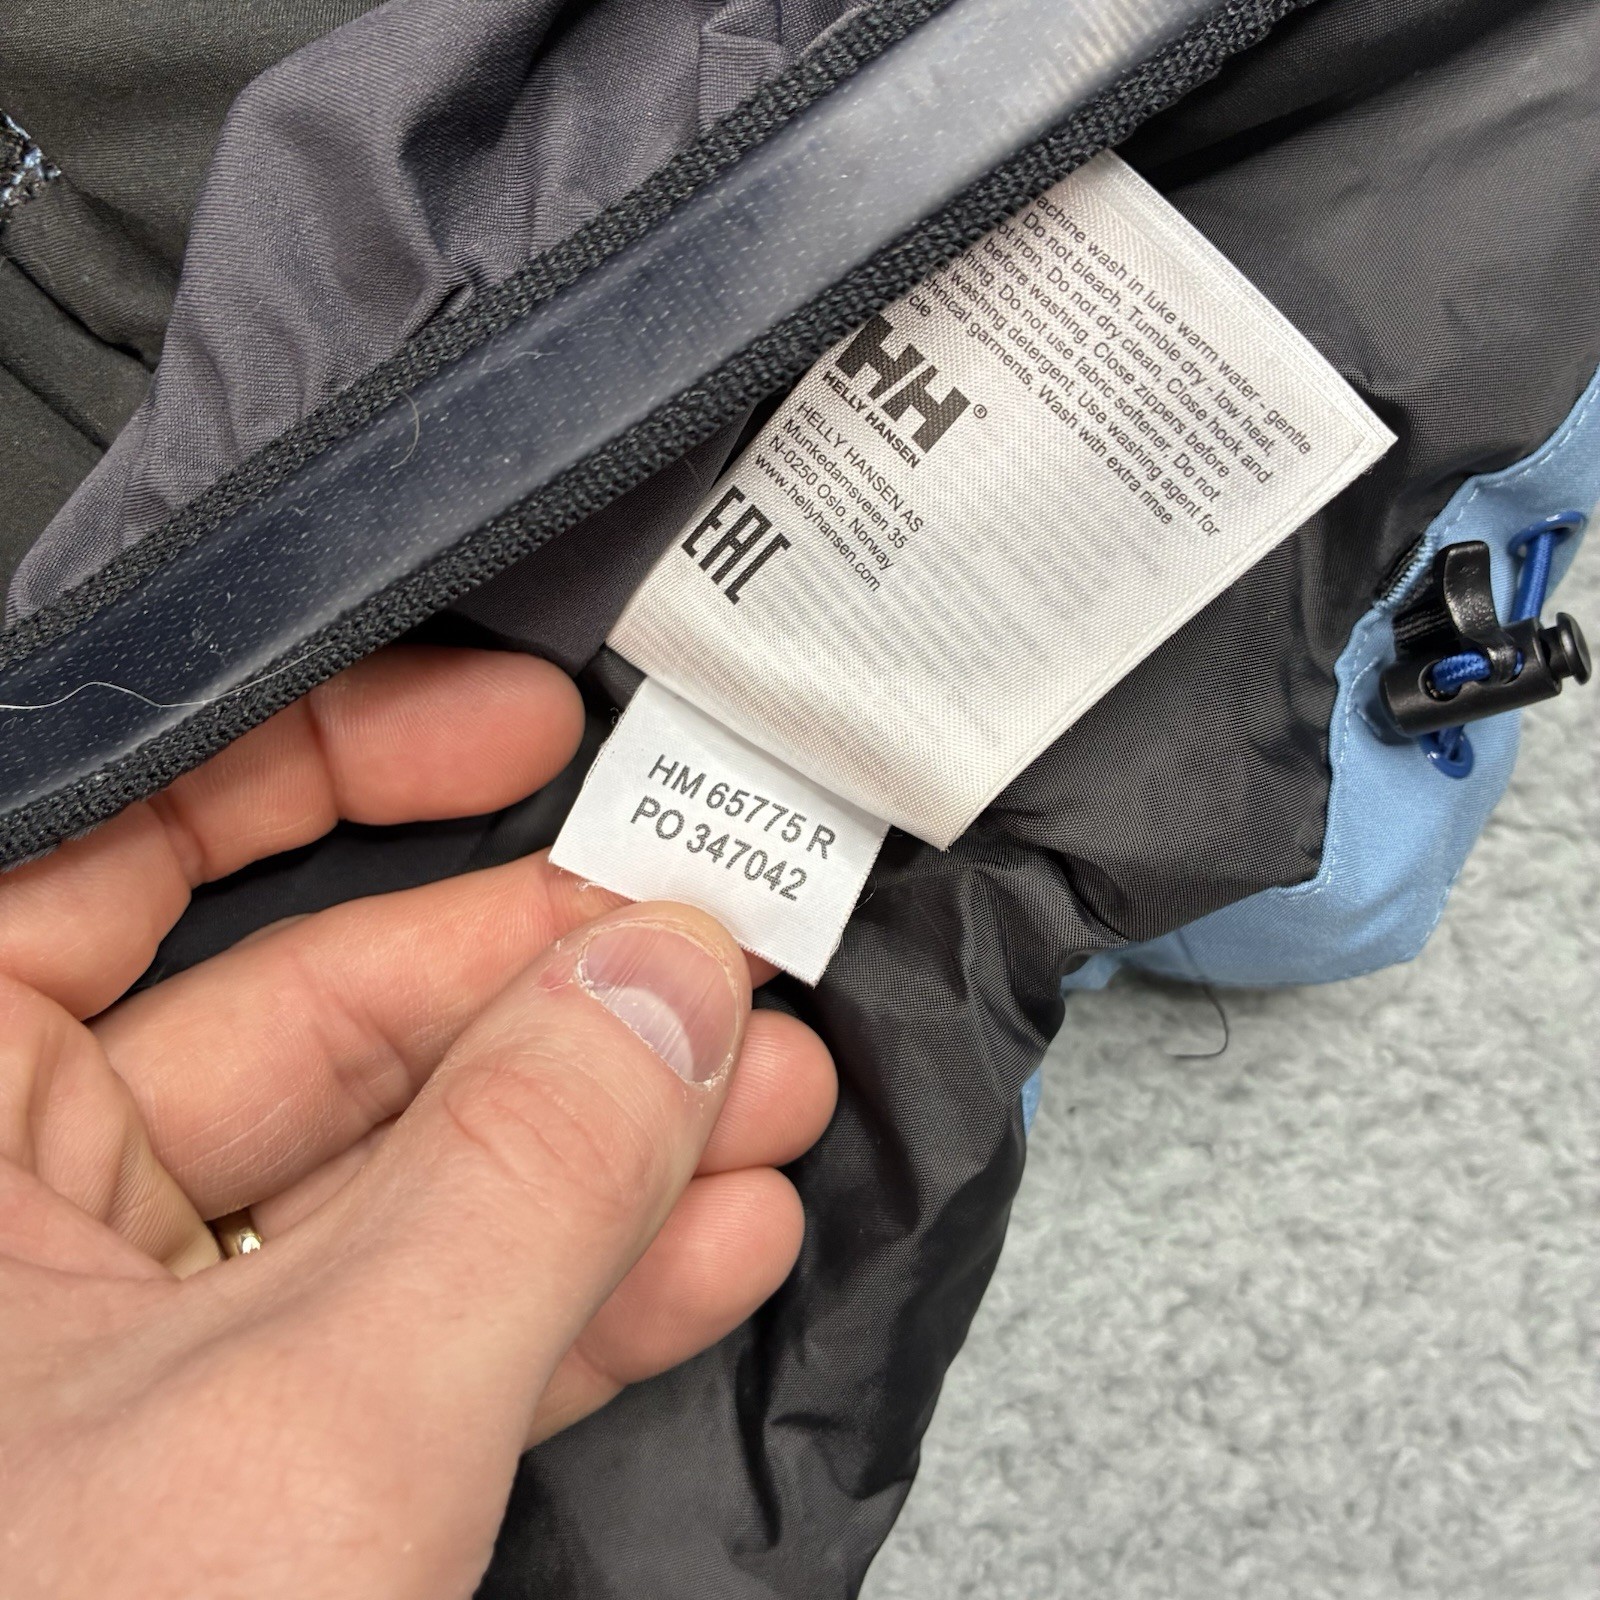 achine wash in luke warm water - gentle
Do not bleach. Tumble dry - low heat.
ot iron. Do not dry clean. Close hook and
before washing. Close zippers before
hing. Do not use fabric softener. Do not
washing detergent. Use washing agent for
chnical garments. Wash with extra rinse
cle
HH®
HELLY HANSEN
HELLY HANSEN AS
Munkedamsveien 35
N-0250 Oslo, Norway
www.hellyhansen.com
EAC
HM 65775 R
PO 347042